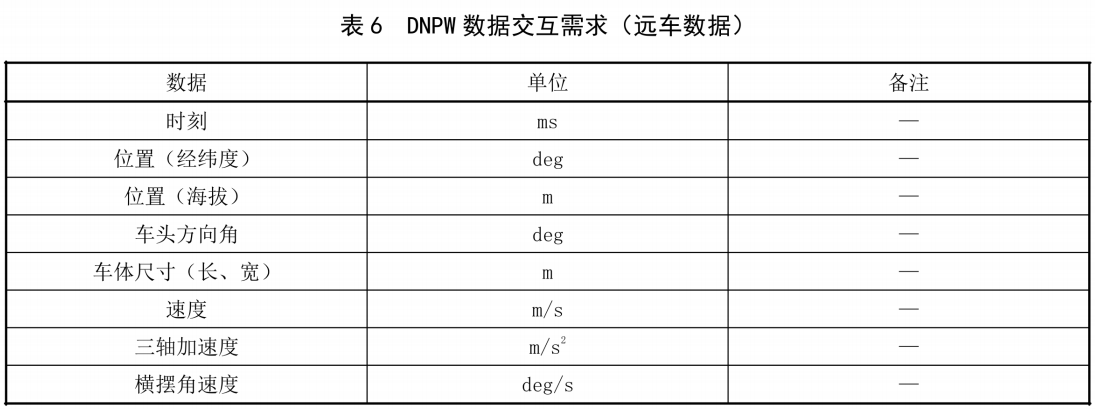 表 6 DNPW 数据交互需求（远车数据）
数据 单位 备注
时刻 ms —
位置（经纬度） deg —
位置（海拔） m —
车头方向角 deg —
车体尺寸（长、宽） m —
速度 m/s —
三轴加速度 m/s² —
横摆角速度 deg/s —